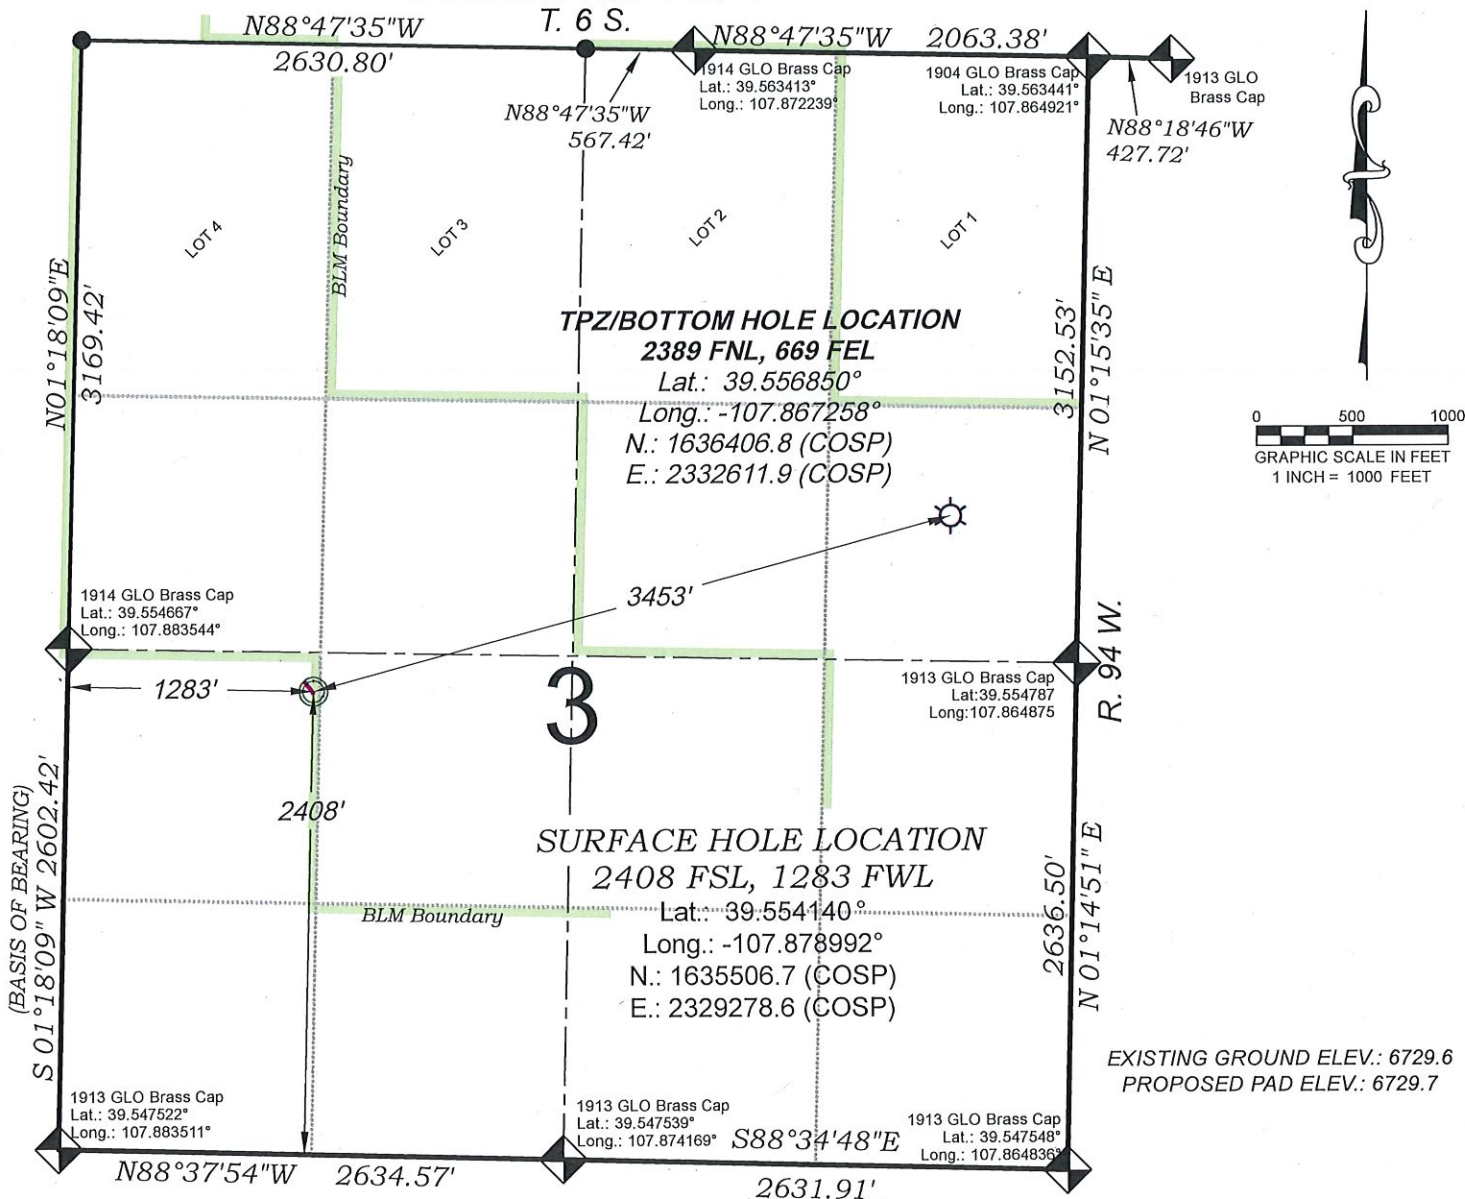 T. 6 S.
N88°47'35"W
2630.80'
N88°47'35"W 2063.38'
1914 GLO Brass Cap
Lat.: 39.563413°
Long.: 107.872239°
1904 GLO Brass Cap
Lat.: 39.563441°
Long.: 107.864921°
1913 GLO
Brass Cap
N88°47'35"W
567.42'
N88°18'46"W
427.72'
LOT 4
BLM Boundary
LOT 3
LOT 2
LOT 1
N01°18'09"E
3169.42'
TPZ/BOTTOM HOLE LOCATION
2389 FNL, 669 FEL
Lat.: 39.556850°
Long.: -107.867258°
N.: 1636406.8 (COSP)
E.: 2332611.9 (COSP)
3152.53'
N 01°15'35" E
0 500 1000
GRAPHIC SCALE IN FEET
1 INCH = 1000 FEET
3453'
1914 GLO Brass Cap
Lat.: 39.554667°
Long.: 107.883544°
1283'
3
1913 GLO Brass Cap
Lat:39.554787
Long:107.864875
R. 94 W.
2408'
(BASIS OF BEARING)
S 01°18'09" W 2602.42'
SURFACE HOLE LOCATION
2408 FSL, 1283 FWL
Lat.: 39.554140°
Long.: -107.878992°
N.: 1635506.7 (COSP)
E.: 2329278.6 (COSP)
BLM Boundary
2636.50'
N 01°14'51" E
EXISTING GROUND ELEV.: 6729.6
PROPOSED PAD ELEV.: 6729.7
1913 GLO Brass Cap
Lat.: 39.547522°
Long.: 107.883511°
1913 GLO Brass Cap
Lat.: 39.547539°
Long.: 107.874169°
1913 GLO Brass Cap
Lat.: 39.547548°
Long.: 107.864836°
N88°37'54"W 2634.57'
S88°34'48"E
2631.91'